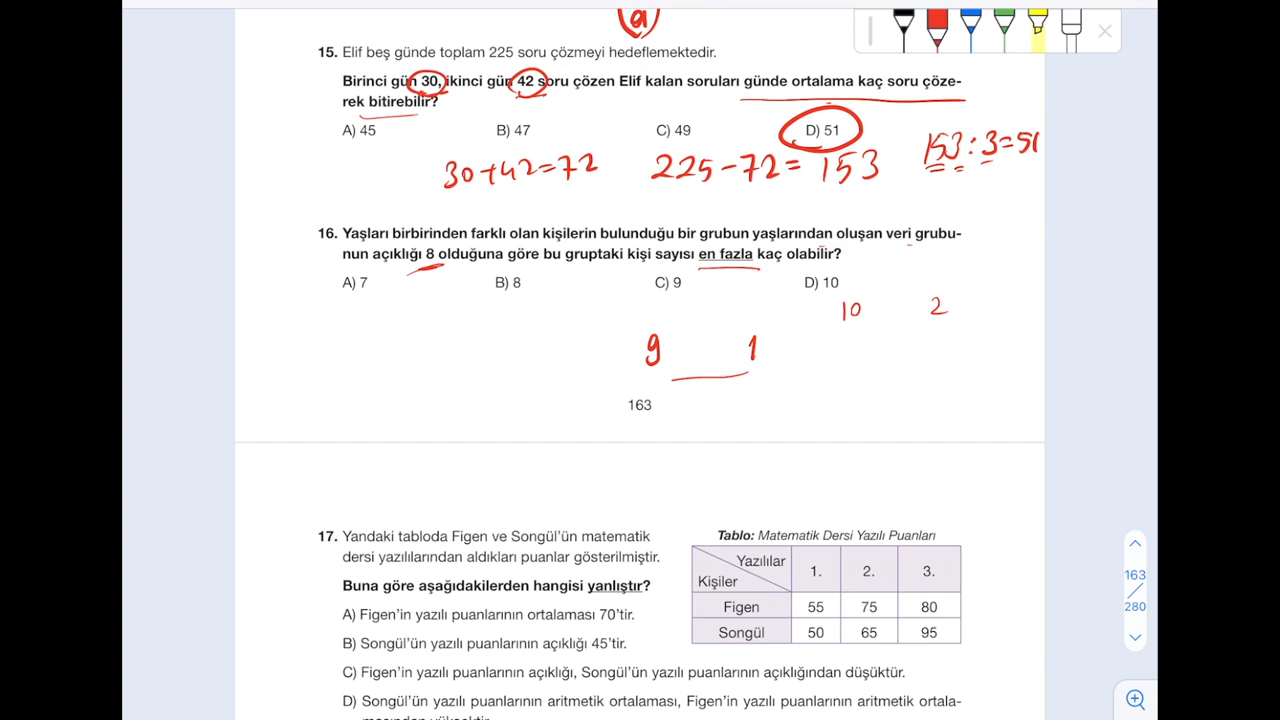 a
15. Elif beş günde toplam 225 soru çözmeyi hedeflemektedir.
Birinci gün 30, ikinci gün 42 soru çözen Elif kalan soruları günde ortalama kaç soru çöze-
rek bitirebilir?
A) 45 B) 47 C) 49 D) 51
30+42=72 225-72= 153 153:3=51
16. Yaşları birbirinden farklı olan kişilerin bulunduğu bir grubun yaşlarından oluşan veri grubu-
nun açıklığı 8 olduğuna göre bu gruptaki kişi sayısı en fazla kaç olabilir?
A) 7 B) 8 C) 9 D) 10
10 2
9 1
163
17. Yandaki tabloda Figen ve Songül'ün matematik
dersi yazılılarından aldıkları puanlar gösterilmiştir.
Buna göre aşağıdakilerden hangisi yanlıştır?
Tablo: Matematik Dersi Yazılı Puanları
Yazılılar
Kişiler
1. 2. 3.
Figen 55 75 80
Songül 50 65 95
A) Figen'in yazılı puanlarının ortalaması 70'tir.
B) Songül'ün yazılı puanlarının açıklığı 45'tir.
C) Figen'in yazılı puanlarının açıklığı, Songül'ün yazılı puanlarının açıklığından düşüktür.
D) Songül'ün yazılı puanlarının aritmetik ortalaması, Figen'in yazılı puanlarının aritmetik ortala-
163
280